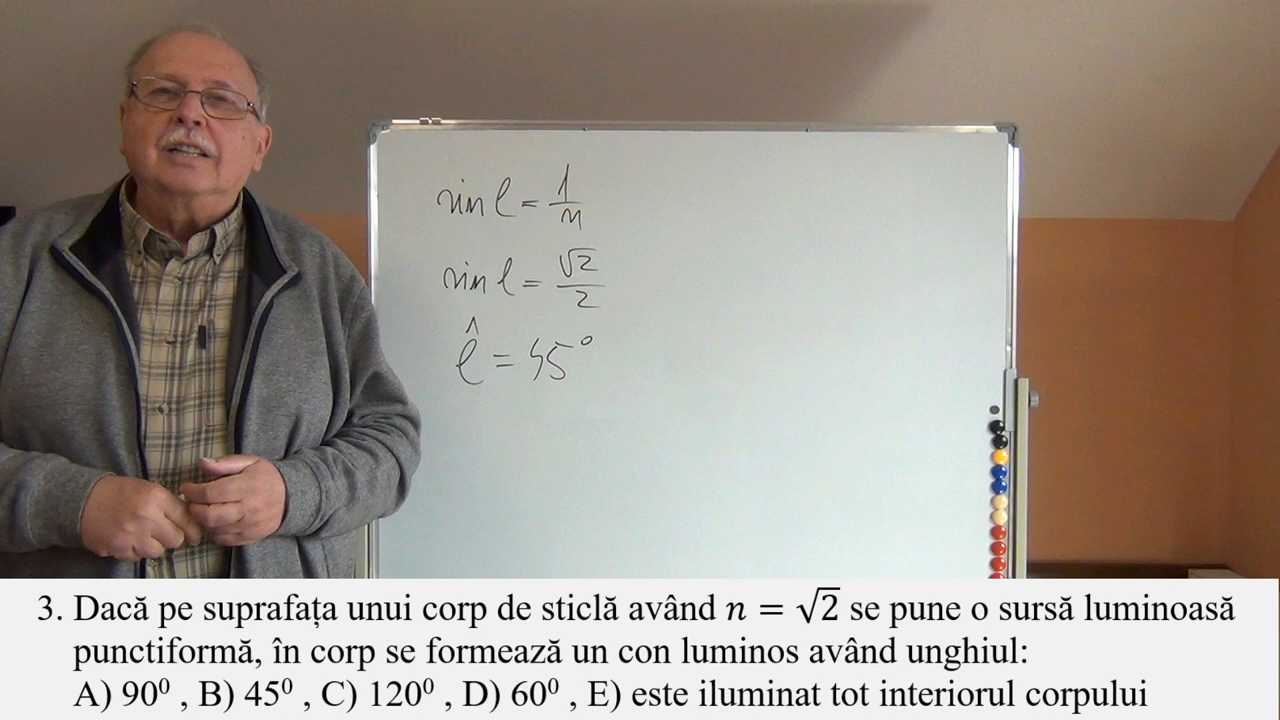 sin l = 1/n
sin l = √2/2
l̂ = 45°
3. Dacă pe suprafața unui corp de sticlă având n = √2 se pune o sursă luminoasă
punctiformă, în corp se formează un con luminos având unghiul:
A) 90⁰ , B) 45⁰ , C) 120⁰ , D) 60⁰ , E) este iluminat tot interiorul corpului